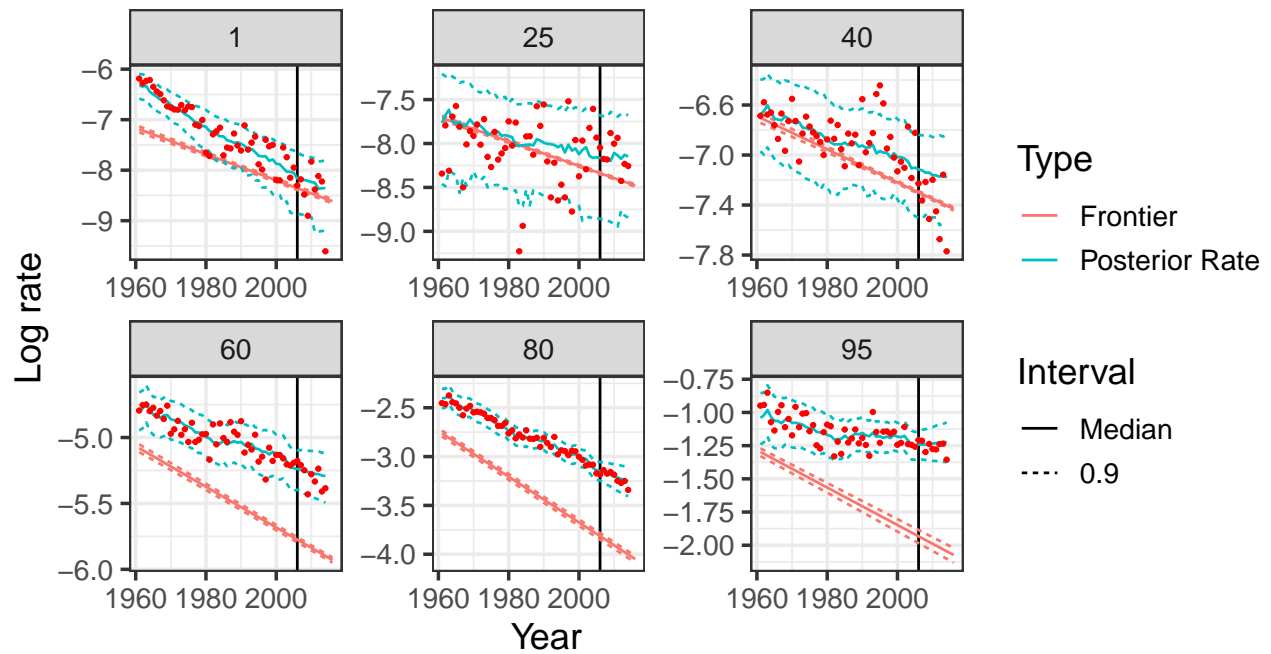 1
25
40
−6
−7
−8
−9
−7.5
−8.0
−8.5
−9.0
−6.6
−7.0
−7.4
−7.8
1960 1980 2000
1960 1980 2000
1960 1980 2000
60
80
95
−5.0
−5.5
−6.0
−2.5
−3.0
−3.5
−4.0
−0.75
−1.00
−1.25
−1.50
−1.75
−2.00
1960 1980 2000
1960 1980 2000
1960 1980 2000
Log rate
Year
Type
Frontier
Posterior Rate
Interval
Median
0.9